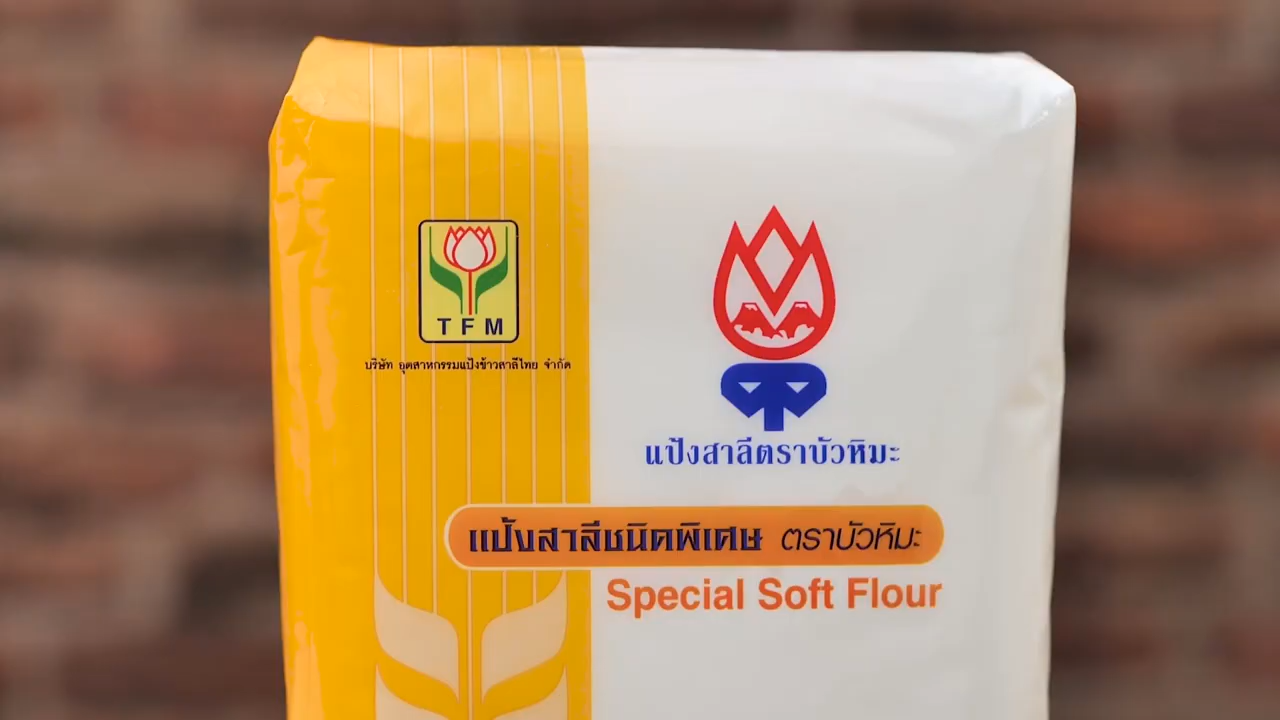 TFM
บริษัท อุตสาหกรรมแป้งข้าวสาลีไทย จำกัด
แป้งสาลีตราบัวหิมะ
แป้งสาลีชนิดพิเศษ ตราบัวหิมะ
Special Soft Flour